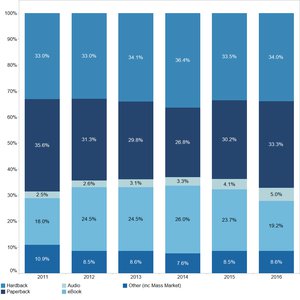 100%
90%
80%
70%
60%
50%
40%
30%
20%
10%
0%
33.0% 33.0% 34.1% 36.4% 33.5% 34.0%
35.6% 31.3% 29.8% 26.8% 30.2% 33.3%
2.5% 2.6% 3.1% 3.3% 4.1% 5.0%
18.0% 24.5% 24.5% 26.0% 23.7% 19.2%
10.9% 8.5% 8.6% 7.6% 8.5% 8.6%
2011 2012 2013 2014 2015 2016
Hardback Audio Other (inc Mass Market)
Paperback eBook